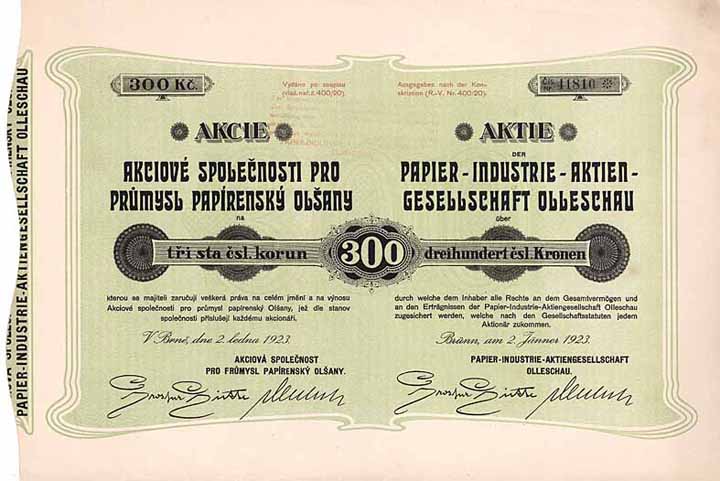 300 Kč.
Vydáno po soupisu
(vlád. nař. č. 400/20).
AKCIE
AKCIOVÉ SPOLEČNOSTI PRO
PRŮMYSL PAPÍRENSKÝ OLŠANY
na
tři sta čsl. korun
kterou se majiteli zaručují veškerá práva na celém jmění a na výnosu
Akciové společnosti pro průmysl papírenský Olšany, jež dle stanov
společnosti příslušejí každému akcionáři.
V Brně, dne 2. ledna 1923.
AKCIOVÁ SPOLEČNOST
PRO PRŮMYSL PAPÍRENSKÝ OLŠANY.
300
Ausgegeben nach der Kon-
skription (R.-V. Nr. 400/20).
41810
AKTIE
DER
PAPIER-INDUSTRIE-AKTIEN-
GESELLSCHAFT OLLESCHAU
über
dreihundert čsl. Kronen
durch welche dem Inhaber alle Rechte an dem Gesamtvermögen und
an den Erträgnissen der Papier-Industrie-Aktiengesellschaft Olleschau
zugesichert werden, welche nach den Gesellschaftsstatuten jedem
Aktionär zukommen.
Brünn, am 2. Jänner 1923.
PAPIER-INDUSTRIE-AKTIENGESELLSCHAFT
OLLESCHAU.
PAPIER-INDUSTRIE-AKTIENGESELLSCHAFT OLLESCHAU